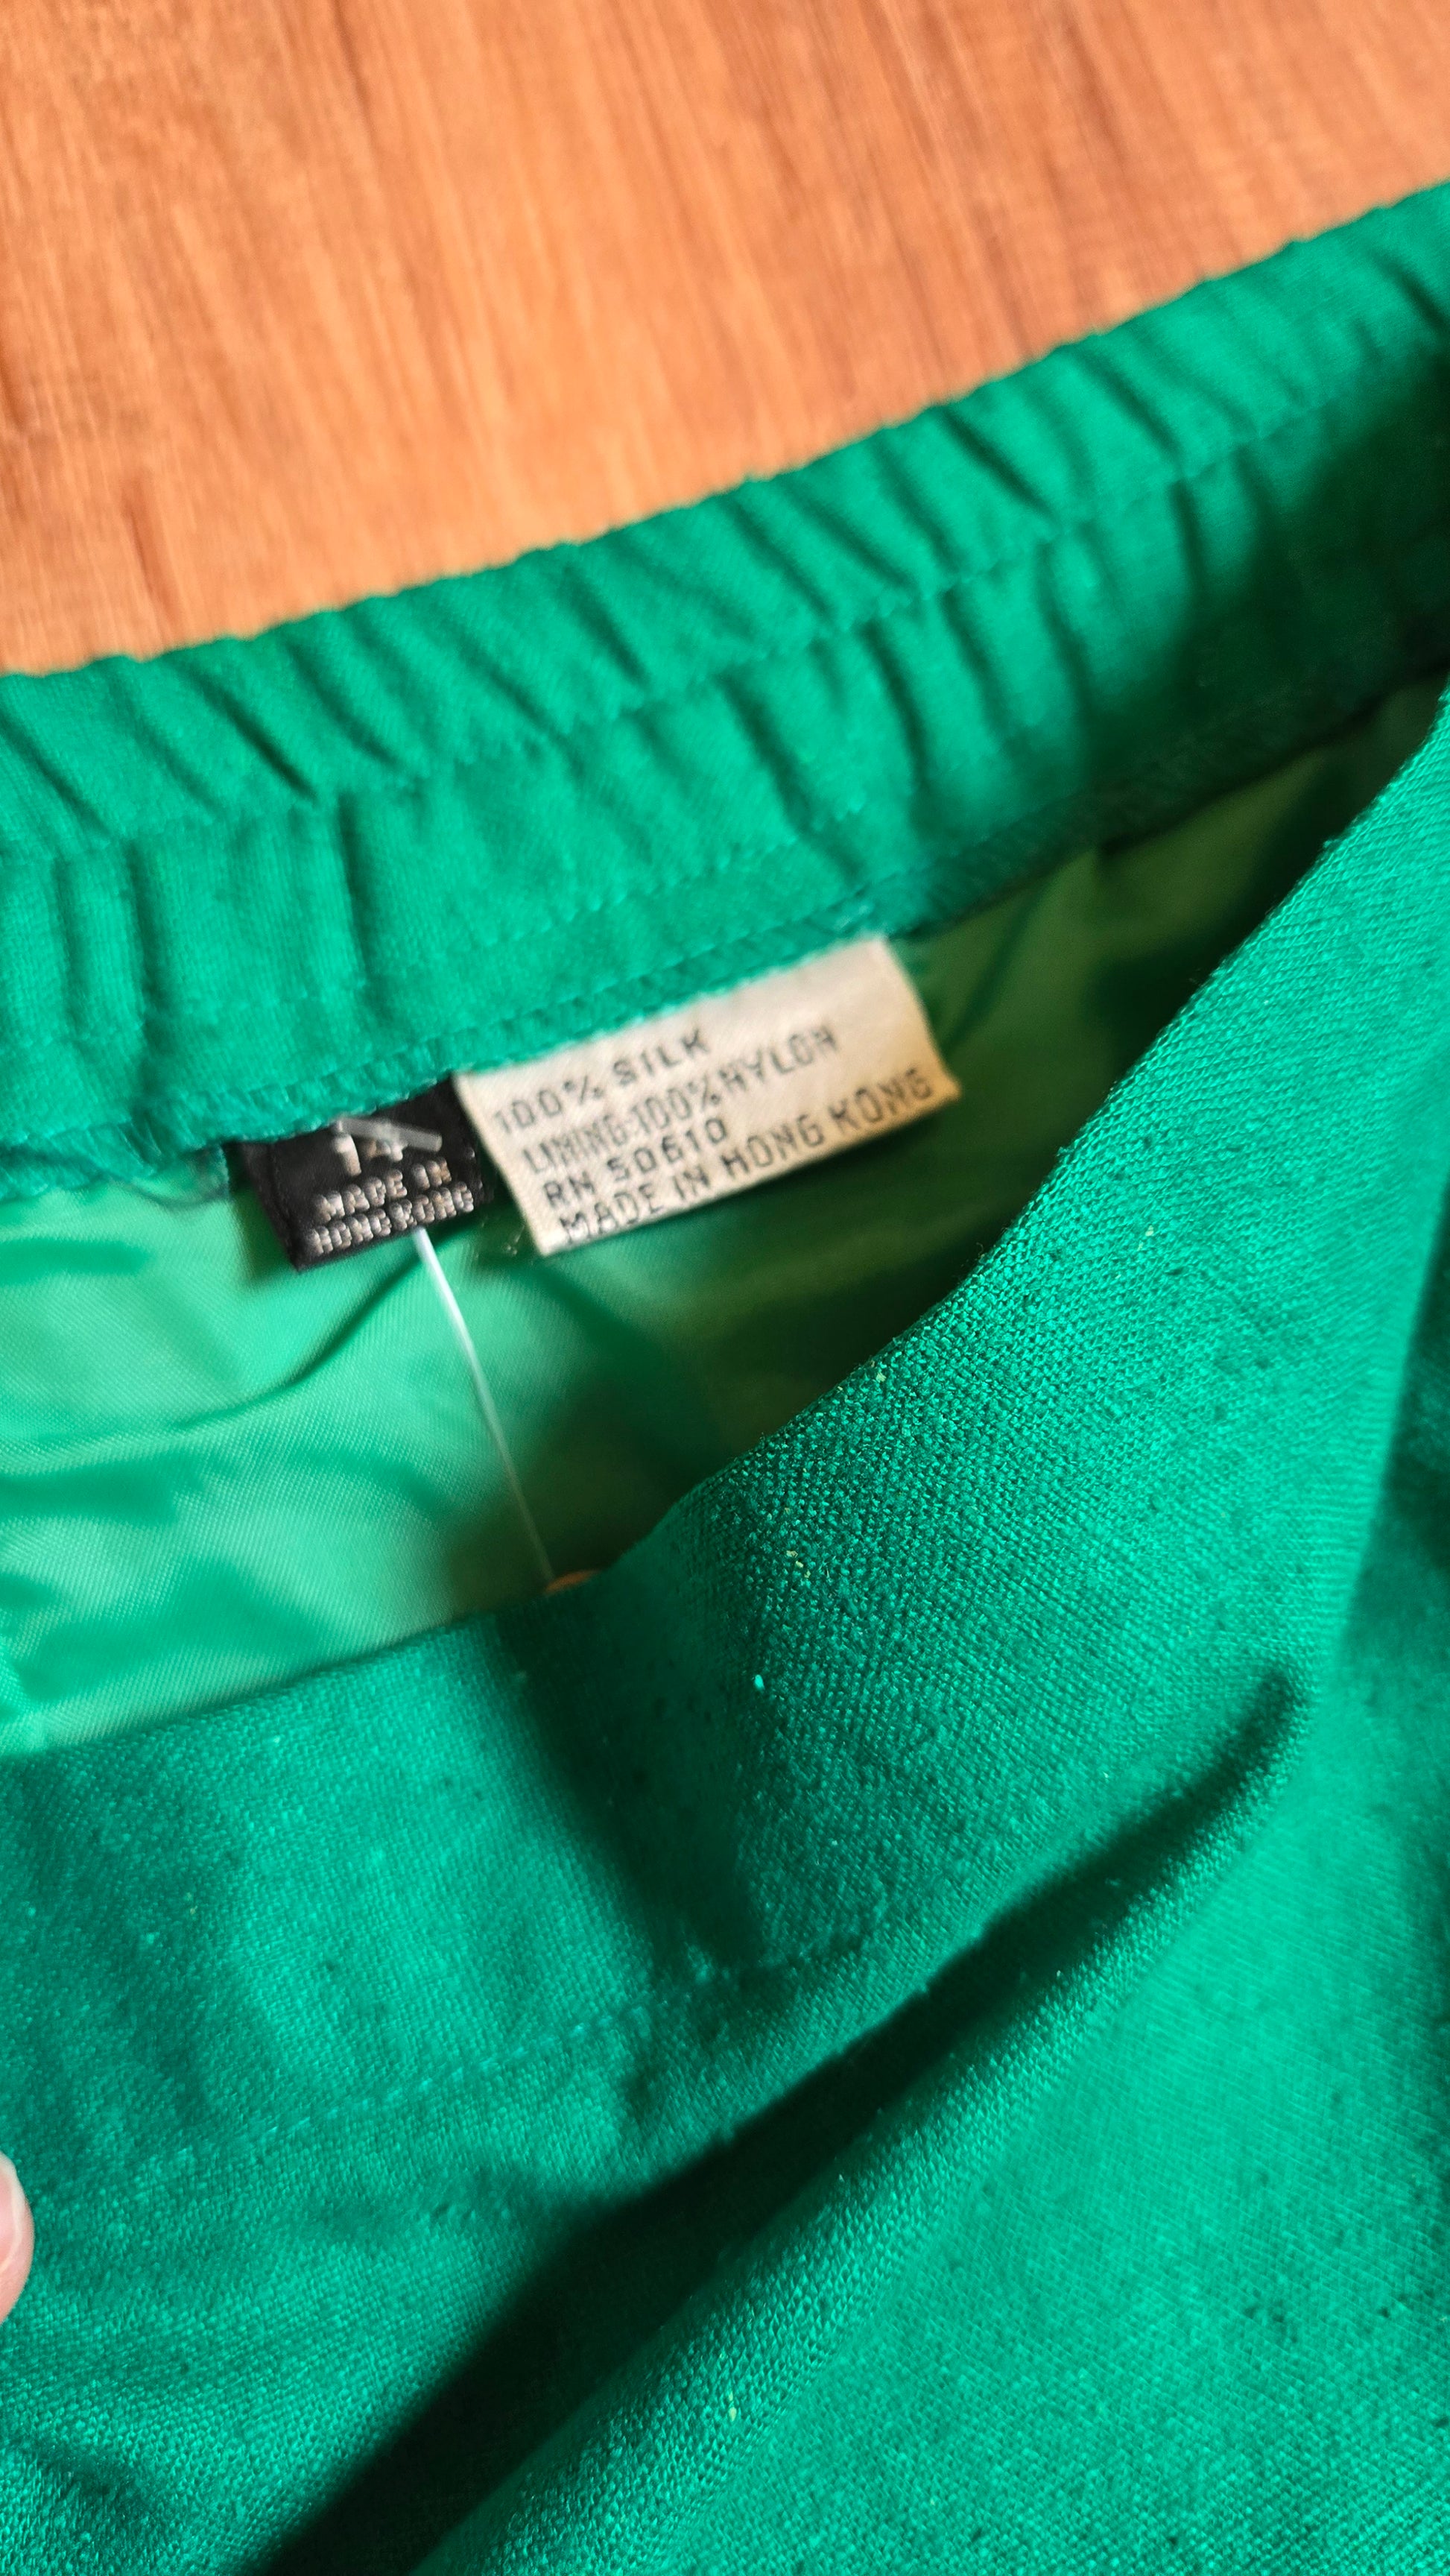 14
MADE IN
HONG KONG
100% SILK
LINING:100% NYLON
RN 50610
MADE IN HONG KONG